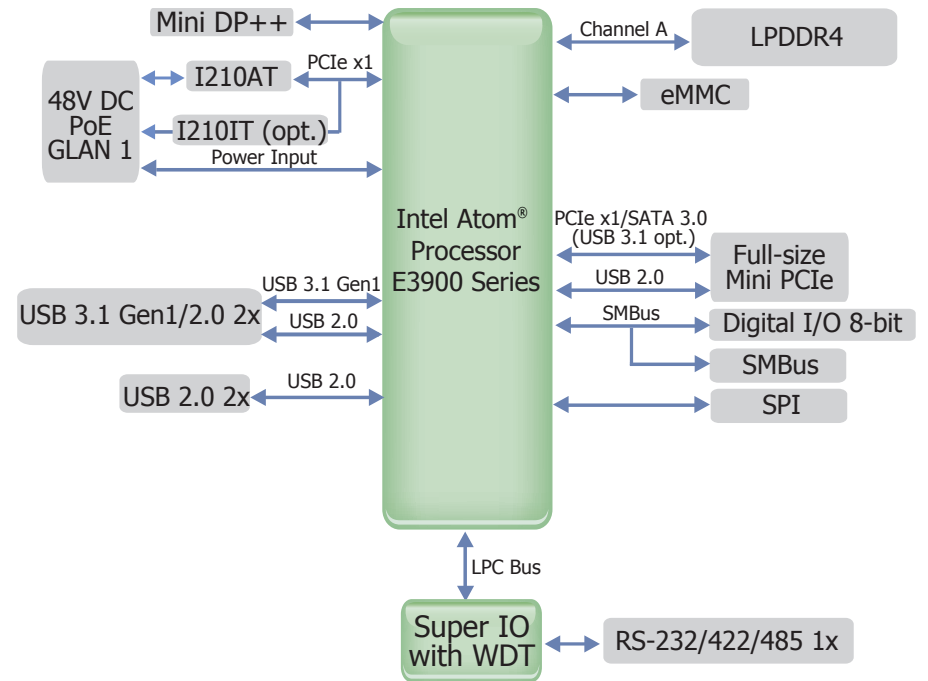 Mini DP++
I210AT
PCIe x1
48V DC
PoE
GLAN 1
I210IT (opt.)
Power Input
USB 3.1 Gen1/2.0 2x
USB 3.1 Gen1
USB 2.0
USB 2.0 2x
USB 2.0
Intel Atom®
Processor
E3900 Series
Channel A
LPDDR4
eMMC
PCIe x1/SATA 3.0
(USB 3.1 opt.)
USB 2.0
Full-size
Mini PCIe
SMBus
Digital I/O 8-bit
SMBus
SPI
LPC Bus
Super IO
with WDT
RS-232/422/485 1x